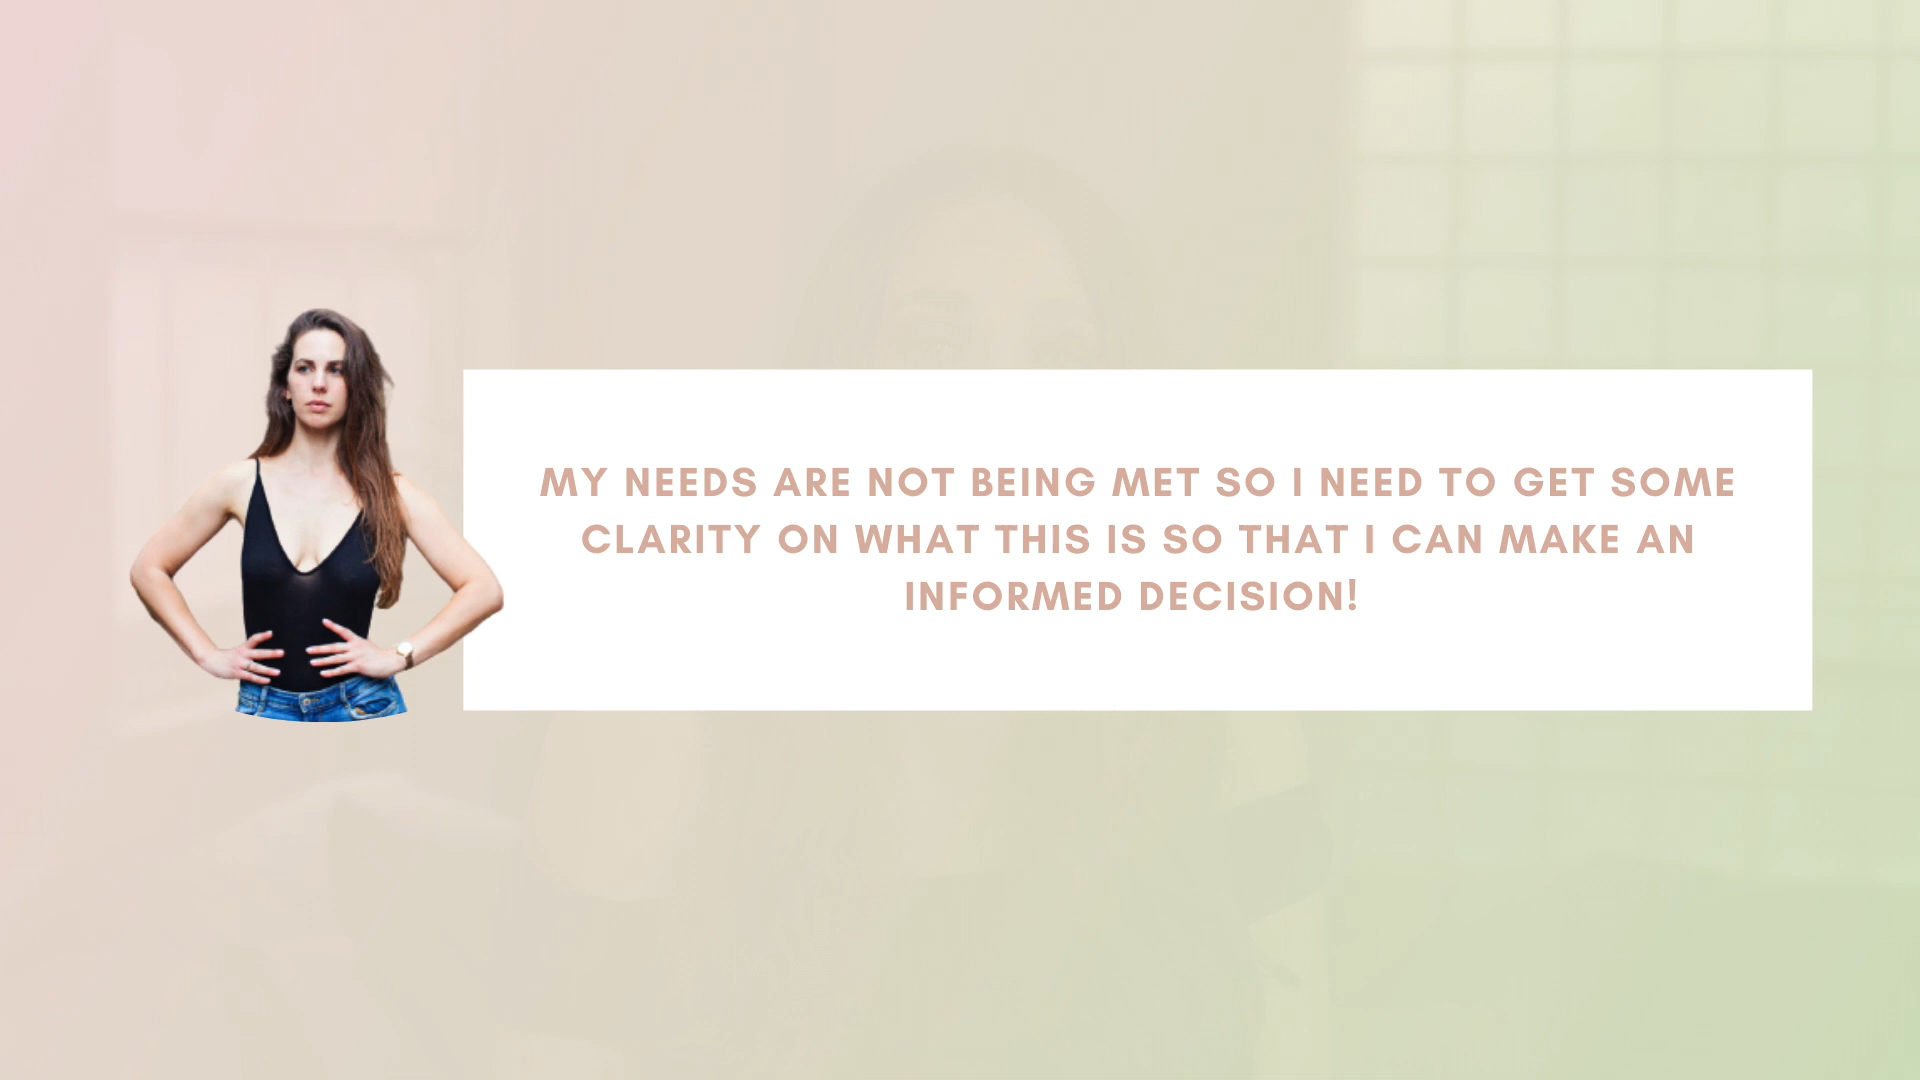 MY NEEDS ARE NOT BEING MET SO I NEED TO GET SOME
CLARITY ON WHAT THIS IS SO THAT I CAN MAKE AN
INFORMED DECISION!